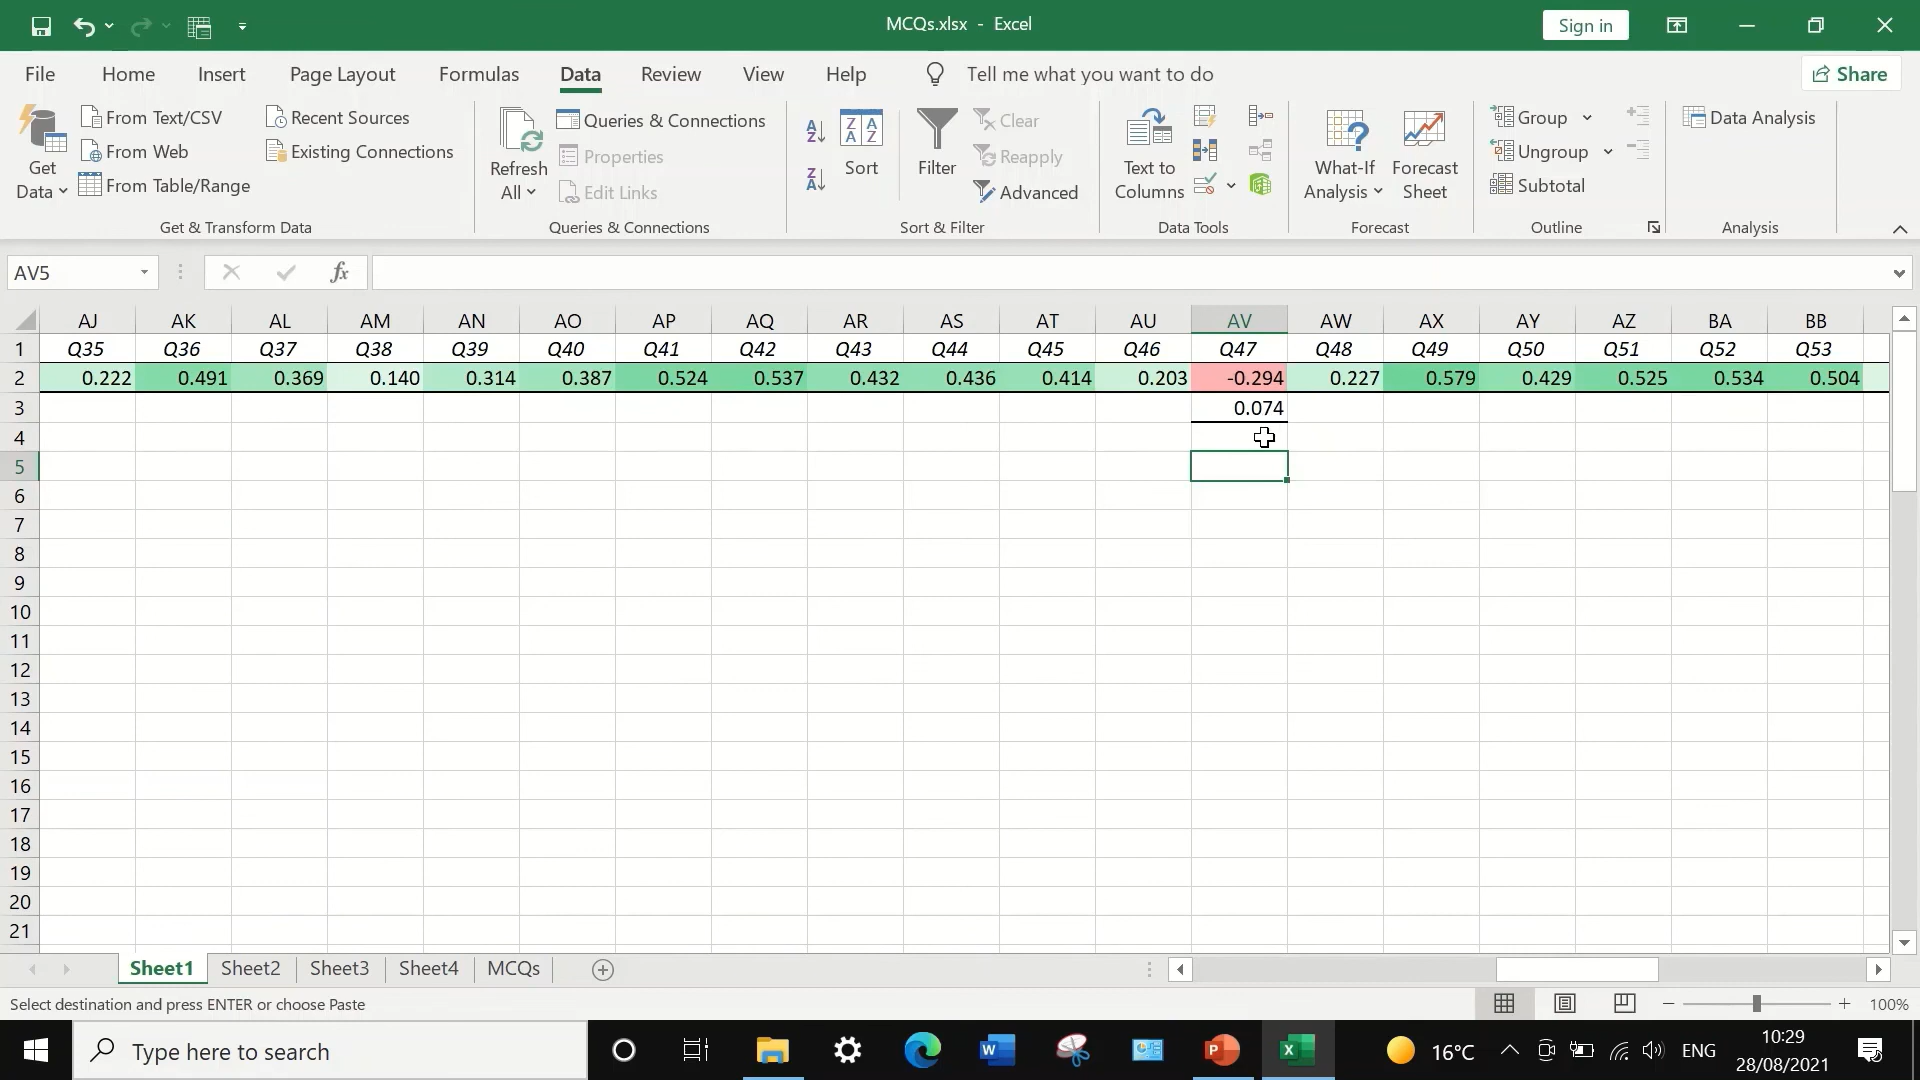 MCQs.xlsx - Excel
Sign in
File Home Insert Page Layout Formulas Data Review View Help Tell me what you want to do Share
Get Data
From Text/CSV
From Web
From Table/Range
Recent Sources
Existing Connections
Get & Transform Data
Refresh All
Queries & Connections
Properties
Edit Links
Queries & Connections
Sort
Filter
Clear
Reapply
Advanced
Sort & Filter
Text to Columns
Data Tools
What-If Analysis
Forecast Sheet
Forecast
Group
Ungroup
Subtotal
Outline
Data Analysis
Analysis
AV5 fx
AJ AK AL AM AN AO AP AQ AR AS AT AU AV AW AX AY AZ BA BB
1 Q35 Q36 Q37 Q38 Q39 Q40 Q41 Q42 Q43 Q44 Q45 Q46 Q47 Q48 Q49 Q50 Q51 Q52 Q53
2 0.222 0.491 0.369 0.140 0.314 0.387 0.524 0.537 0.432 0.436 0.414 0.203 -0.294 0.227 0.579 0.429 0.525 0.534 0.504
3 0.074
4
5
6
7
8
9
10
11
12
13
14
15
16
17
18
19
20
21
Sheet1 Sheet2 Sheet3 Sheet4 MCQs
Select destination and press ENTER or choose Paste
100%
Type here to search
16°C
ENG
10:29
28/08/2021